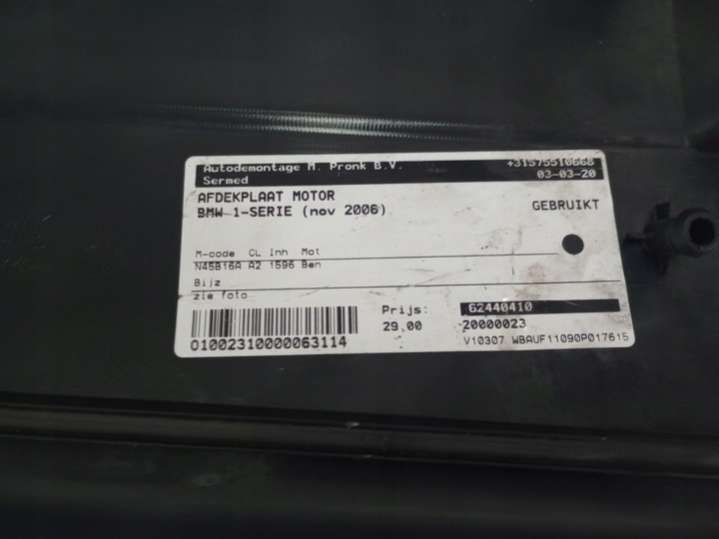 Autodemontage M. Pronk B.V. +31575510668
Sermed 03-03-20
AFDEKPLAAT MOTOR
BMW 1-SERIE (nov 2006) GEBRUIKT
M-code CL Inh Mot
N45B16A A2 1596 Ben
Bijz
zie foto
Prijs: 62440410
29.00 20000023
01002310000063114 V10307 WBAUF11090P017615